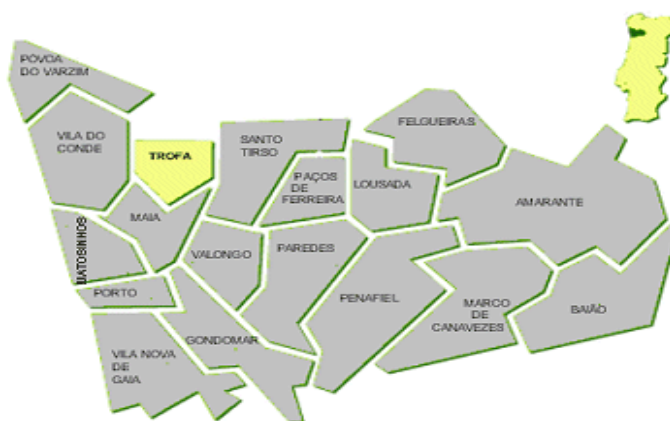 PÓVOA
DO VARZIM
VILA DO
CONDE
TROFA
SANTO
TIRSO
FELGUEIRAS
PAÇOS
DE
FERREIRA
LOUSADA
AMARANTE
MATOSINHOS
MAIA
VALONGO
PAREDES
PORTO
PENAFIEL
MARCO
DE
CANAVEZES
BAIÃO
GONDOMAR
VILA NOVA
DE
GAIA